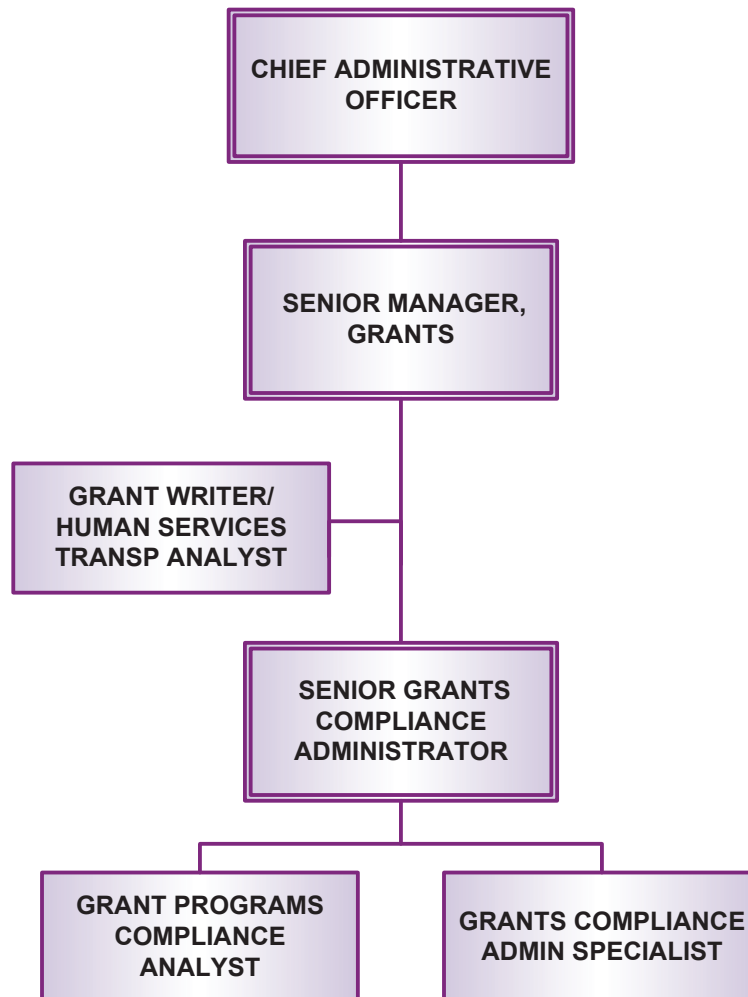 CHIEF ADMINISTRATIVE
OFFICER
SENIOR MANAGER,
GRANTS
GRANT WRITER/
HUMAN SERVICES
TRANSP ANALYST
SENIOR GRANTS
COMPLIANCE
ADMINISTRATOR
GRANT PROGRAMS
COMPLIANCE
ANALYST
GRANTS COMPLIANCE
ADMIN SPECIALIST